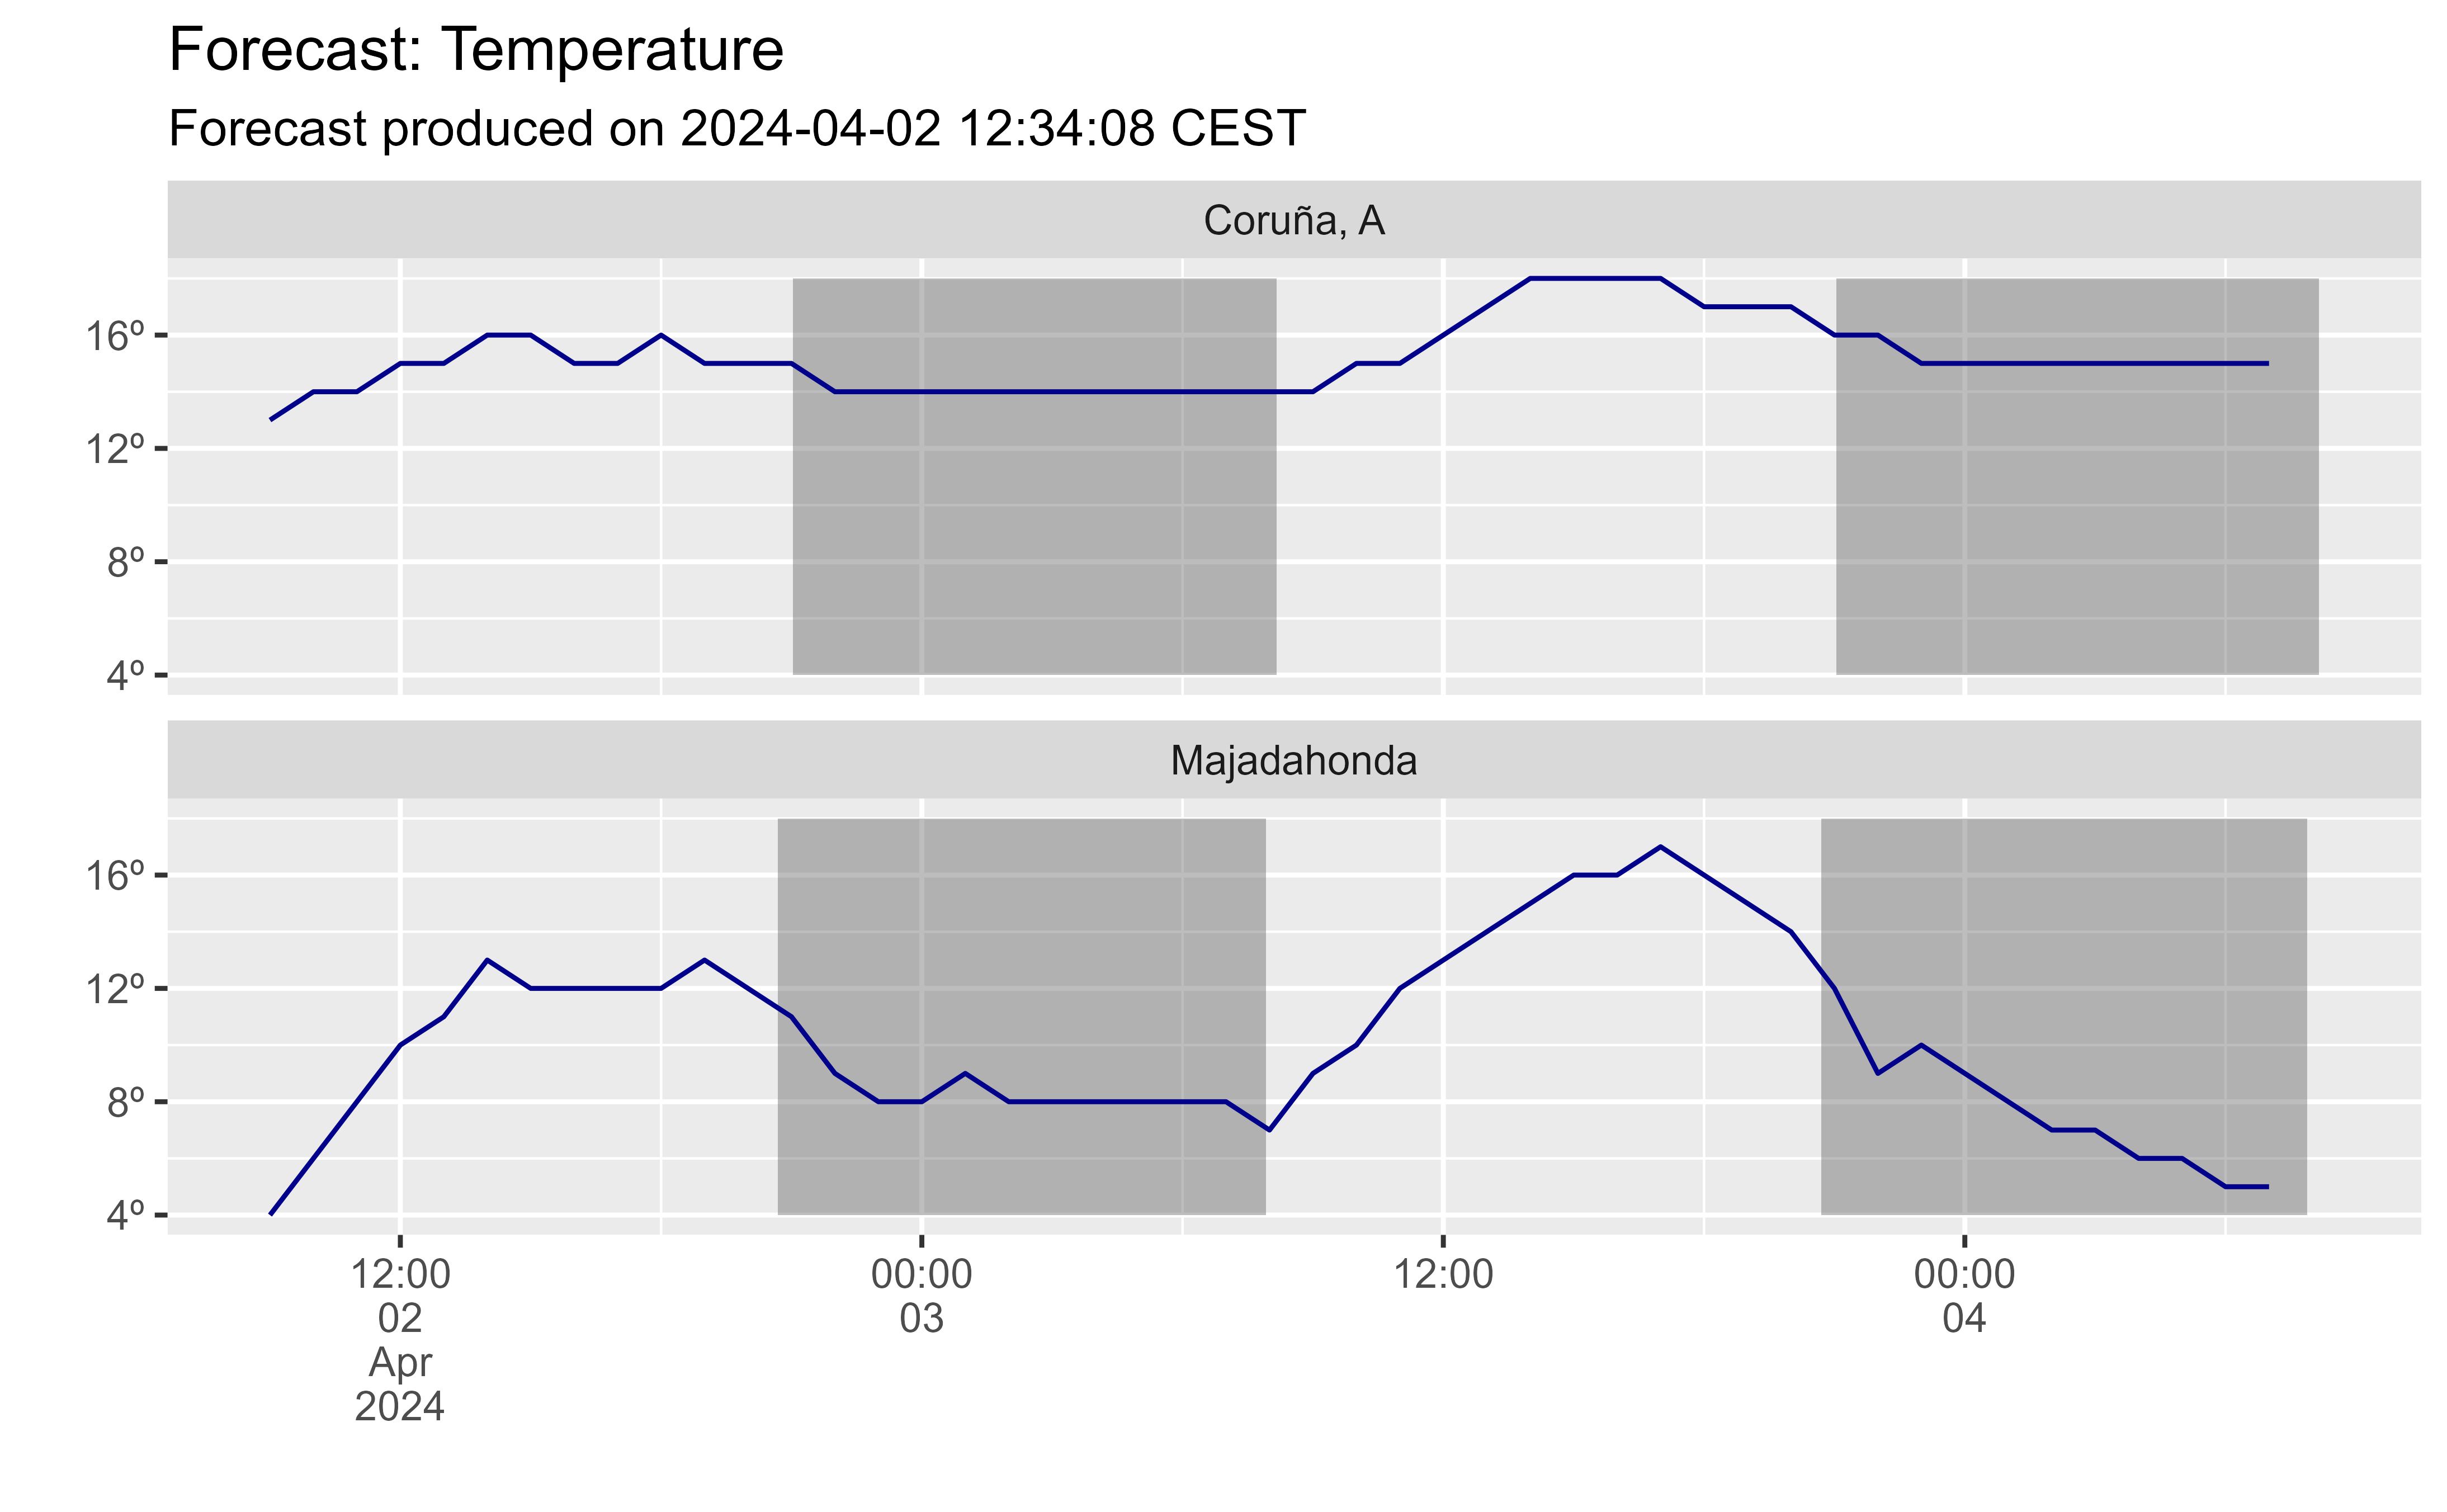 Forecast: Temperature
Forecast produced on 2024-04-02 12:34:08 CEST
Coruña, A
16º
12º
8º
4º
Majadahonda
16º
12º
8º
4º
12:00 00:00 12:00 00:00
02 03 04
Apr
2024